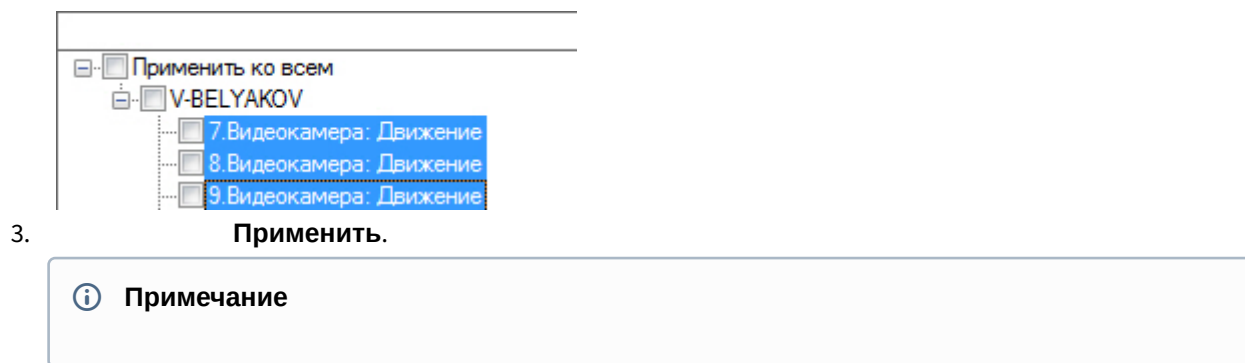 Применить ко всем
V-BELYAKOV
7.Видеокамера: Движение
8.Видеокамера: Движение
9.Видеокамера: Движение
3. Применить.
Примечание